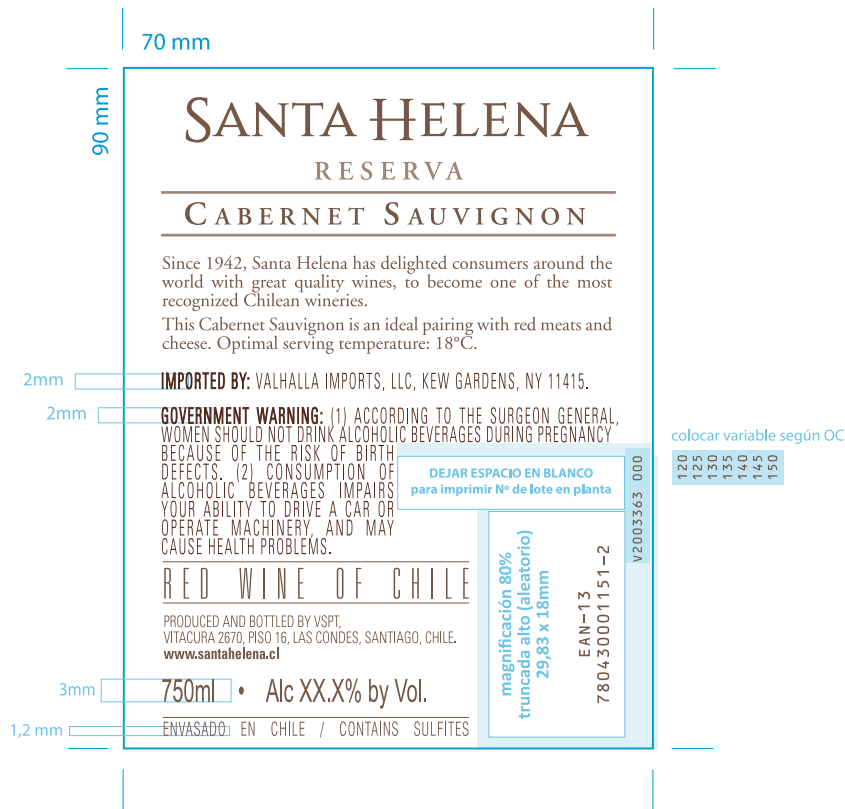 70 mm
90 mm
SANTA HELENA
RESERVA
CABERNET SAUVIGNON
Since 1942, Santa Helena has delighted consumers around the
world with great quality wines, to become one of the most
recognized Chilean wineries.
This Cabernet Sauvignon is an ideal pairing with red meats and
cheese. Optimal serving temperature: 18°C.
2mm
IMPORTED BY: VALHALLA IMPORTS, LLC, KEW GARDENS, NY 11415.
2mm
GOVERNMENT WARNING: (1) ACCORDING TO THE SURGEON GENERAL,
WOMEN SHOULD NOT DRINK ALCOHOLIC BEVERAGES DURING PREGNANCY
BECAUSE OF THE RISK OF BIRTH
DEFECTS. (2) CONSUMPTION OF
ALCOHOLIC BEVERAGES IMPAIRS
YOUR ABILITY TO DRIVE A CAR OR
OPERATE MACHINERY, AND MAY
CAUSE HEALTH PROBLEMS.
DEJAR ESPACIO EN BLANCO
para imprimir Nº de lote en planta
V2003363 000
colocar variable según OC
120
125
130
135
140
145
150
RED WINE OF CHILE
PRODUCED AND BOTTLED BY VSPT,
VITACURA 2670, PISO 16, LAS CONDES, SANTIAGO, CHILE.
www.santahelena.cl
magnificación 80%
truncada alto (aleatorio)
29,83 x 18mm
EAN-13
780430001151-2
3mm
750ml • Alc XX.X% by Vol.
1,2 mm
ENVASADO EN CHILE / CONTAINS SULFITES